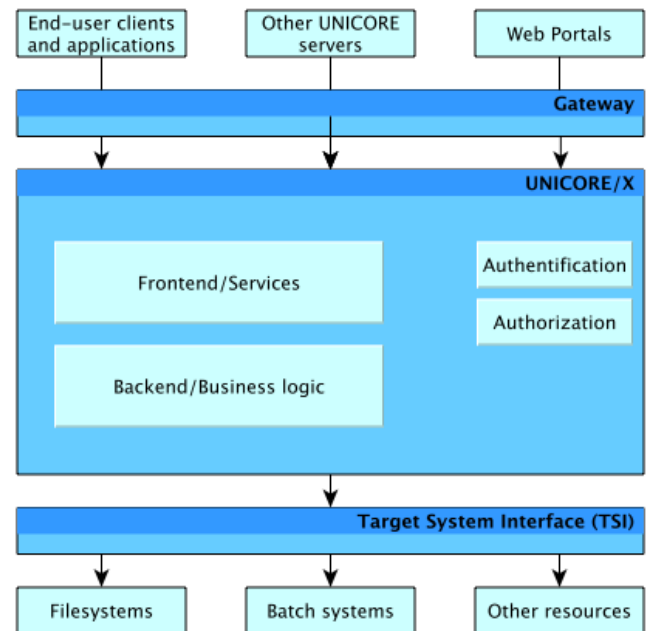 End-user clients
and applications
Other UNICORE
servers
Web Portals
Gateway
UNICORE/X
Frontend/Services
Authentification
Authorization
Backend/Business logic
Target System Interface (TSI)
Filesystems
Batch systems
Other resources